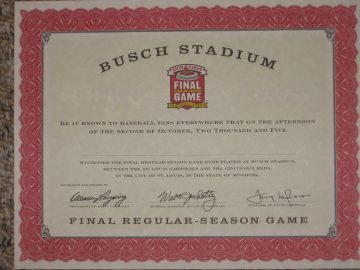 BUSCH STADIUM
FINAL
GAME
BE IT KNOWN TO BASEBALL FANS EVERYWHERE THAT ON THE AFTERNOON
OF THE SECOND OF OCTOBER, TWO THOUSAND AND FIVE
WITNESSED THE FINAL REGULAR-SEASON GAME EVER PLAYED AT BUSCH STADIUM,
BETWEEN THE ST. LOUIS CARDINALS AND THE CINCINNATI REDS,
IN THE CITY OF ST. LOUIS, IN THE STATE OF MISSOURI.
FINAL REGULAR-SEASON GAME